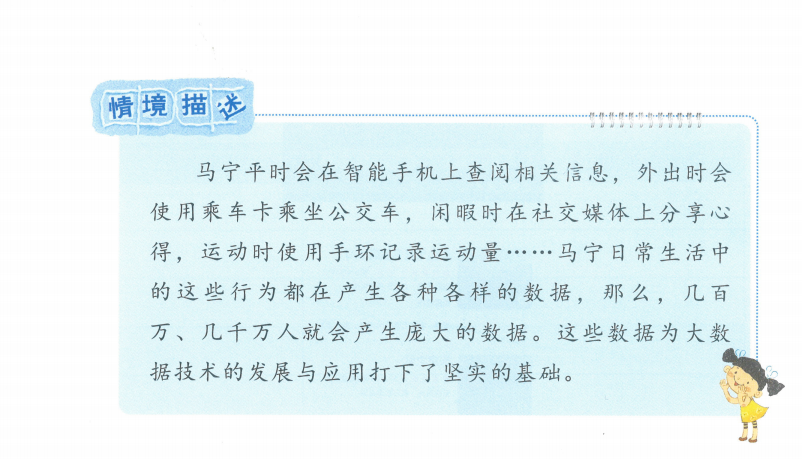 情境描述
马宁平时会在智能手机上查阅相关信息，外出时会
使用乘车卡乘坐公交车，闲暇时在社交媒体上分享心
得，运动时使用手环记录运动量……马宁日常生活中
的这些行为都在产生各种各样的数据，那么，几百
万、几千万人就会产生庞大的数据。这些数据为大数
据技术的发展与应用打下了坚实的基础。